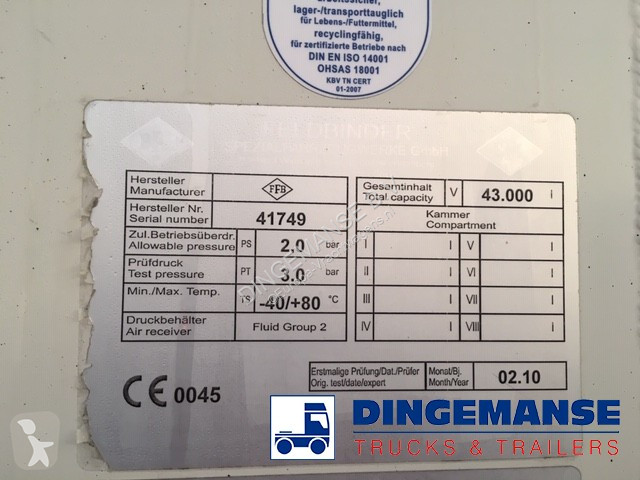 lager-/transporttauglich
für Lebens-/Futtermittel,
recyclingfähig,
für zertifizierte Betriebe nach
DIN EN ISO 14001
OHSAS 18001
KBV TN CERT
01-2007
FELDBINDER
Hersteller
Manufacturer
FFB
Hersteller Nr.
Serial number
41749
Zul.Betriebsüberdr.
Allowable pressure
PS
2,0
bar
Prüfdruck
Test pressure
PT
3,0
bar
Min./Max. Temp.
TS
-40/+80
°C
Druckbehälter
Air receiver
Fluid Group 2
Gesamtinhalt
Total capacity
V
43.000
l
Kammer
Compartment
I
l
V
l
II
l
VI
l
III
l
VII
l
IV
l
VIII
l
CE 0045
Erstmalige Prüfung/Dat./Prüfer
Orig. test/date/expert
Monat/Bj.
Month/Year
02.10
DINGEMANSE
DINGEMANSE
TRUCKS & TRAILERS